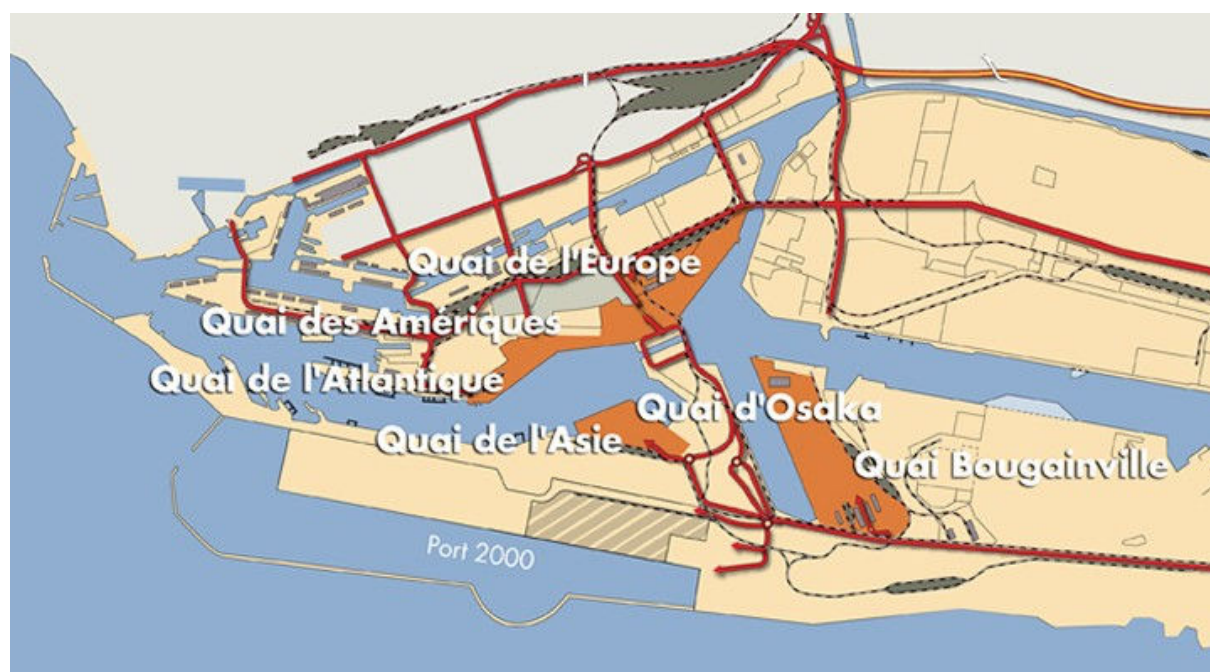 Quai de l'Europe
Quai des Amériques
Quai de l'Atlantique
Quai d'Osaka
Quai de l'Asie
Quai Bougainville
Port 2000